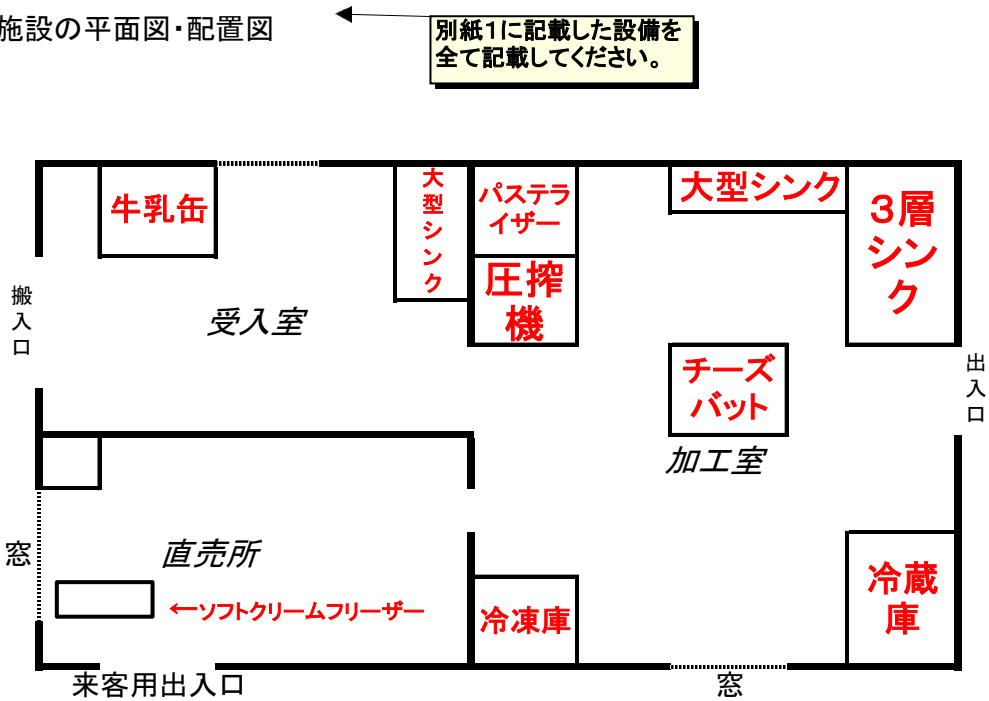 施設の平面図・配置図
別紙1に記載した設備を
全て記載してください。
牛乳缶
大型シンク
パステラ
イザー
大型シンク
3層
シン
ク
圧搾
機
搬入口
受入室
チーズ
バット
出入口
加工室
窓
直売所
←ソフトクリームフリーザー
冷凍庫
冷蔵
庫
来客用出入口
窓